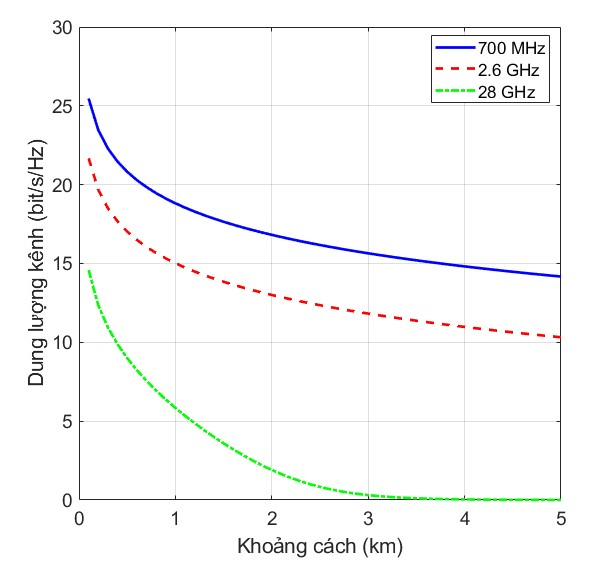 30
25
20
15
10
5
0
0 1 2 3 4 5
Dung lượng kênh (bit/s/Hz)
Khoảng cách (km)
700 MHz
2.6 GHz
28 GHz